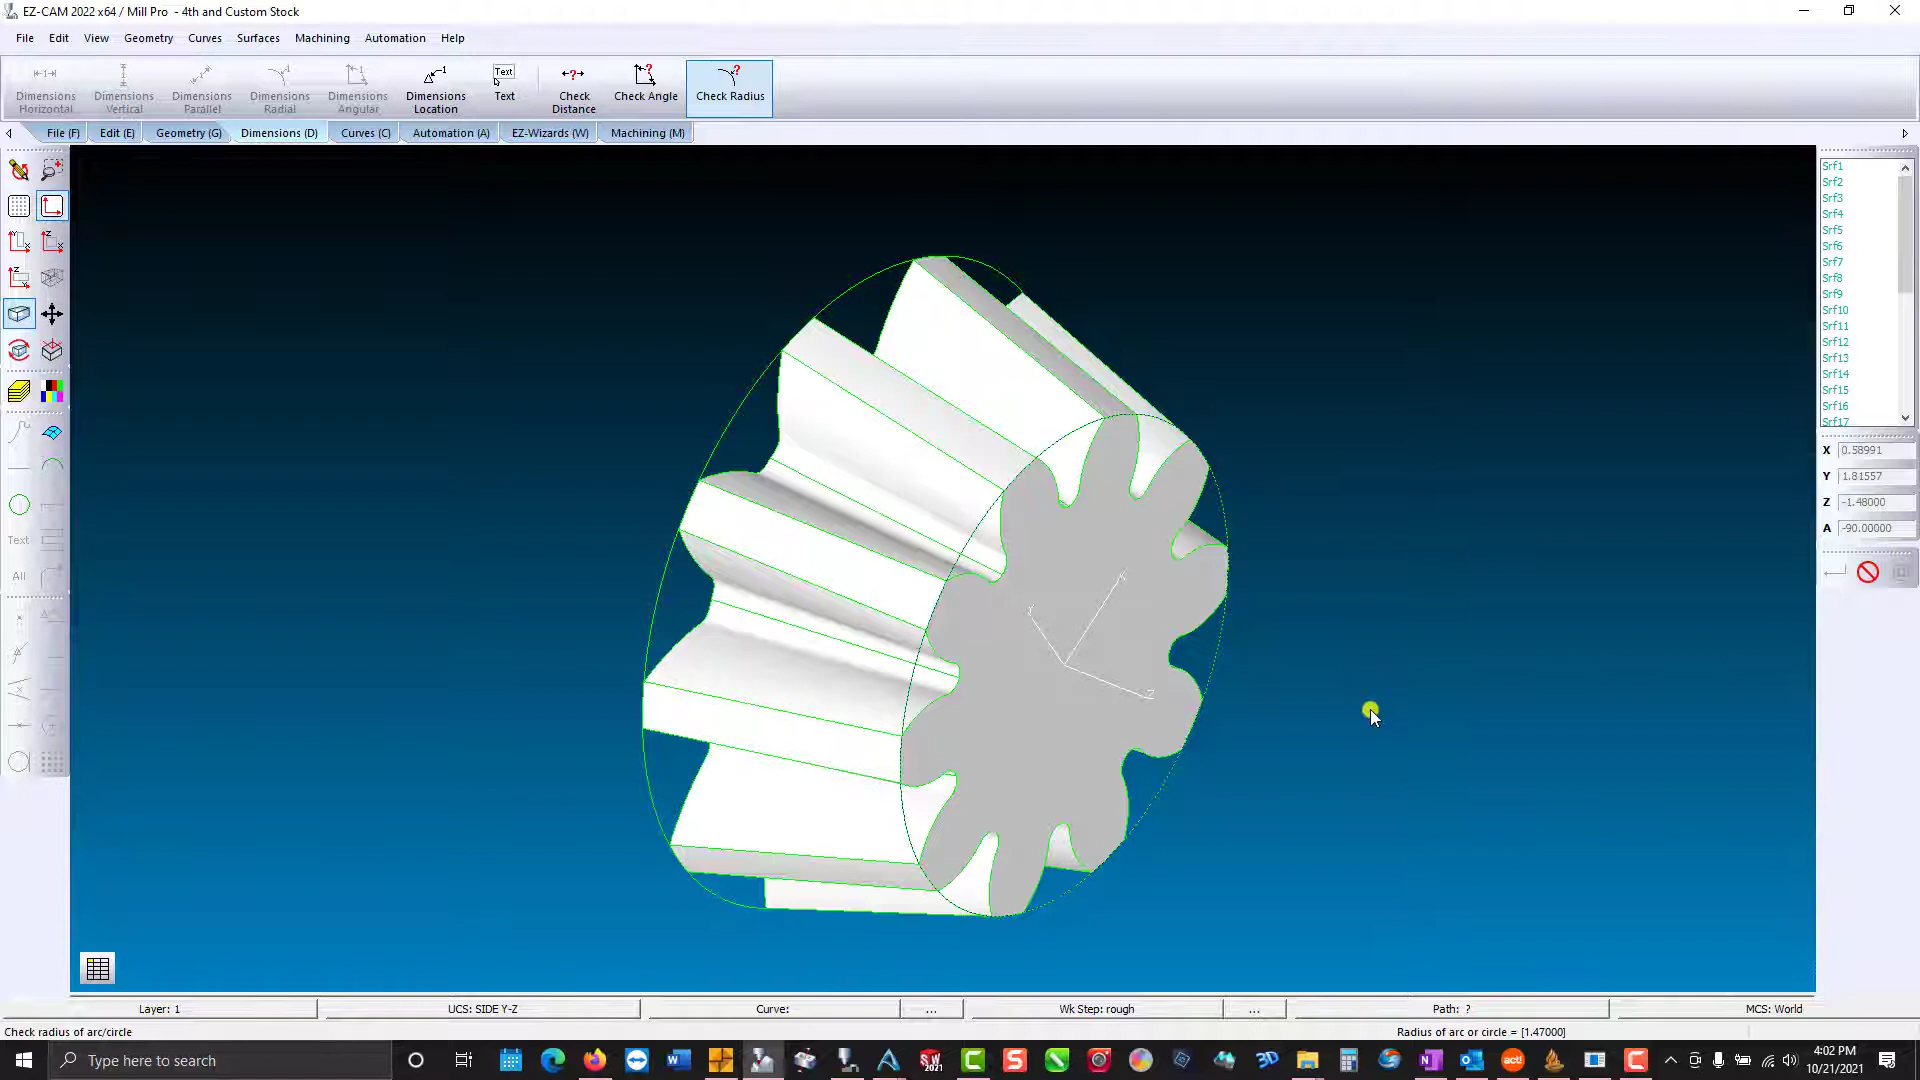 EZ-CAM 2022 x64 / Mill Pro - 4th and Custom Stock
File Edit View Geometry Curves Surfaces Machining Automation Help
Dimensions Horizontal
Dimensions Vertical
Dimensions Parallel
Dimensions Radial
Dimensions Angular
Dimensions Location
Text
Text
Check Distance
Check Angle
Check Radius
File (F) Edit (E) Geometry (G) Dimensions (D) Curves (C) Automation (A) EZ-Wizards (W) Machining (M)
Text
All
Srf1
Srf2
Srf3
Srf4
Srf5
Srf6
Srf7
Srf8
Srf9
Srf10
Srf11
Srf12
Srf13
Srf14
Srf15
Srf16
Srf17
X 0.58991
Y 1.81557
Z -1.48000
A -90.00000
X
Y
Z
Layer: 1 UCS: SIDE Y-Z Curve: ... Wk Step: rough ... Path: ? MCS: World
Check radius of arc/circle Radius of arc or circle = [1.47000]
Type here to search
4:02 PM
10/21/2021